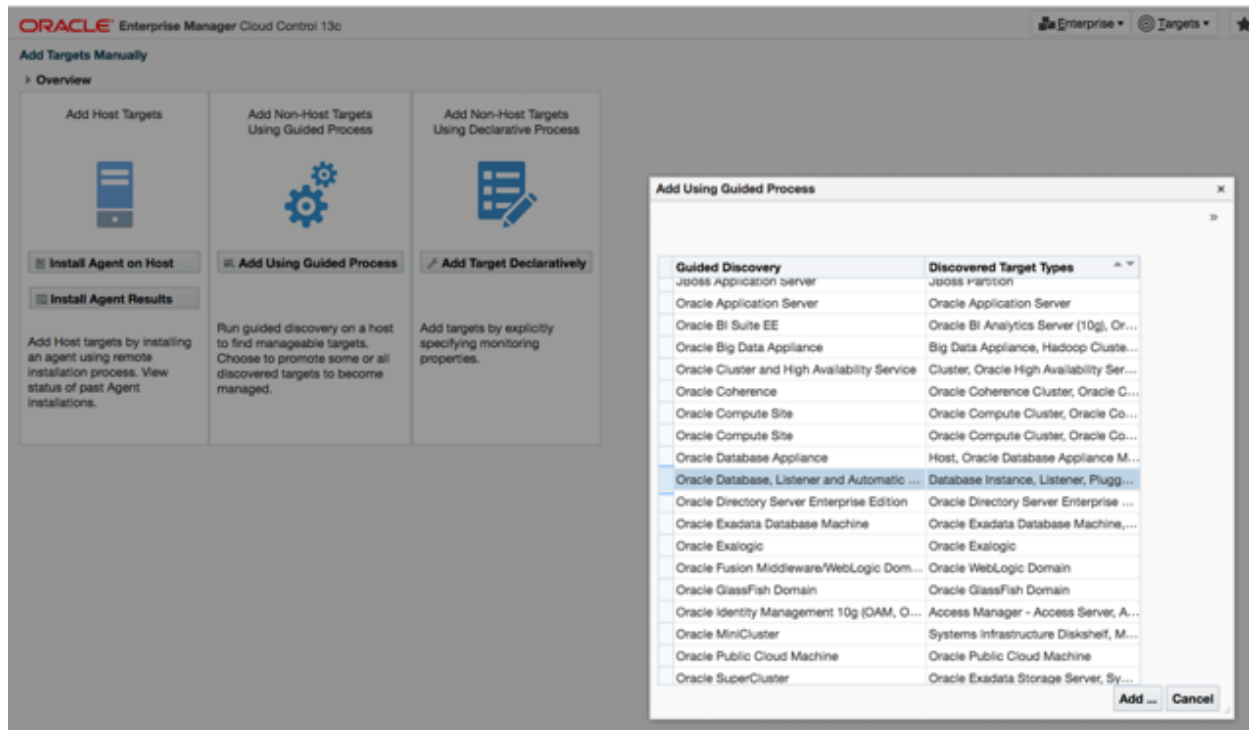 ORACLE Enterprise Manager Cloud Control 13c
Enterprise Targets
Add Targets Manually
Overview
Add Host Targets
Install Agent on Host
Install Agent Results
Add Host targets by installing
an agent using remote
installation process. View
status of past Agent
installations.
Add Non-Host Targets
Using Guided Process
Add Using Guided Process
Run guided discovery on a host
to find manageable targets.
Choose to promote some or all
discovered targets to become
managed.
Add Non-Host Targets
Using Declarative Process
Add Target Declaratively
Add targets by explicitly
specifying monitoring
properties.
Add Using Guided Process ×
»
Guided Discovery Discovered Target Types
JBoss Application Server JBoss Partition
Oracle Application Server Oracle Application Server
Oracle BI Suite EE Oracle BI Analytics Server (10g), Or...
Oracle Big Data Appliance Big Data Appliance, Hadoop Cluste...
Oracle Cluster and High Availability Service Cluster, Oracle High Availability Ser...
Oracle Coherence Oracle Coherence Cluster, Oracle C...
Oracle Compute Site Oracle Compute Cluster, Oracle Co...
Oracle Compute Site Oracle Compute Cluster, Oracle Co...
Oracle Database Appliance Host, Oracle Database Appliance M...
Oracle Database, Listener and Automatic ... Database Instance, Listener, Plugg...
Oracle Directory Server Enterprise Edition Oracle Directory Server Enterprise ...
Oracle Exadata Database Machine Oracle Exadata Database Machine,...
Oracle Exalogic Oracle Exalogic
Oracle Fusion Middleware/WebLogic Dom... Oracle WebLogic Domain
Oracle GlassFish Domain Oracle GlassFish Domain
Oracle Identity Management 10g (OAM, O... Access Manager - Access Server, A...
Oracle MiniCluster Systems Infrastructure Diskshelf, M...
Oracle Public Cloud Machine Oracle Public Cloud Machine
Oracle SuperCluster Oracle Exadata Storage Server, Sy...
Add ... Cancel